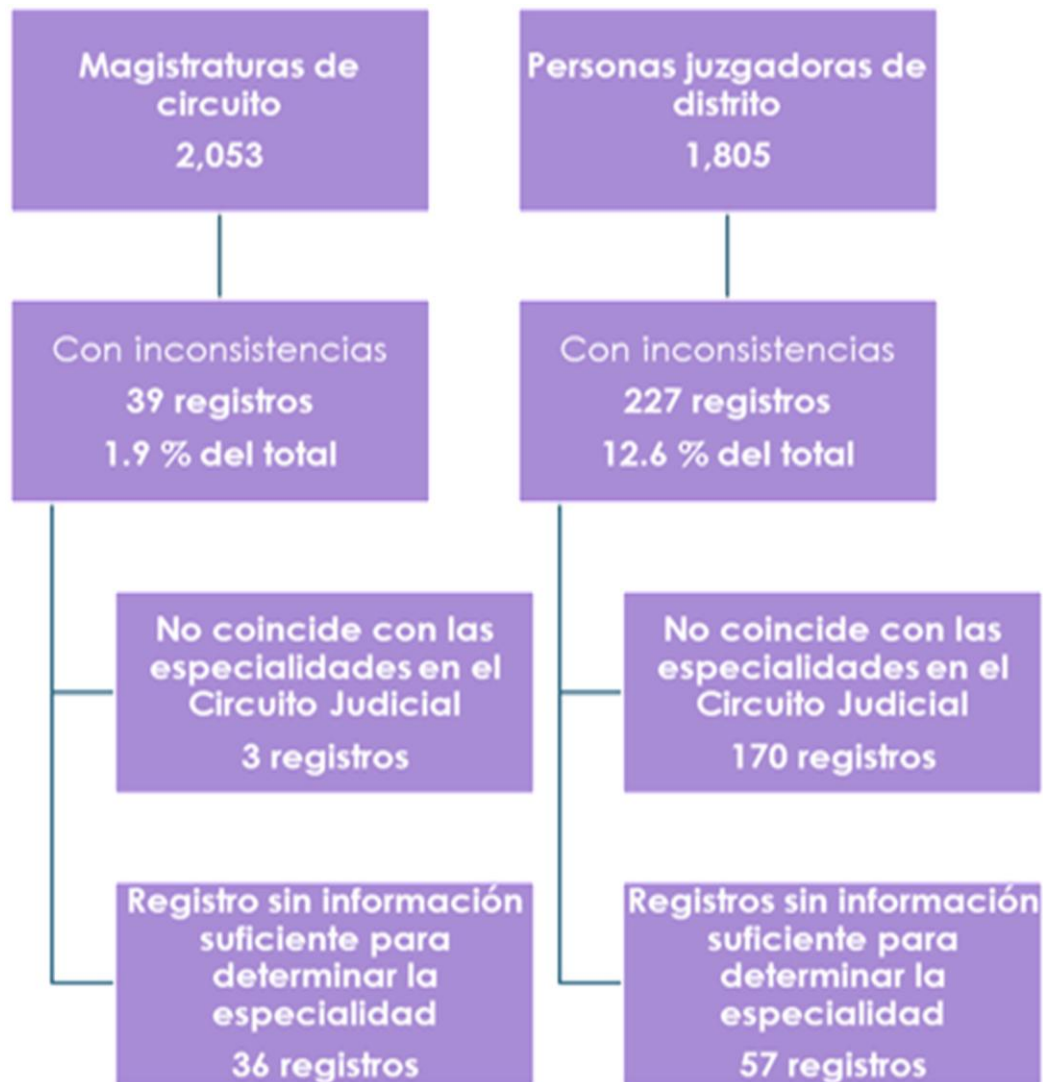 Magistraturas de
circuito
2,053
Con inconsistencias
39 registros
1.9 % del total
No coincide con las
especialidades en el
Circuito Judicial
3 registros
Registro sin información
suficiente para
determinar la
especialidad
36 registros
Personas juzgadoras de
distrito
1,805
Con inconsistencias
227 registros
12.6 % del total
No coincide con las
especialidades en el
Circuito Judicial
170 registros
Registros sin información
suficiente para
determinar la
especialidad
57 registros